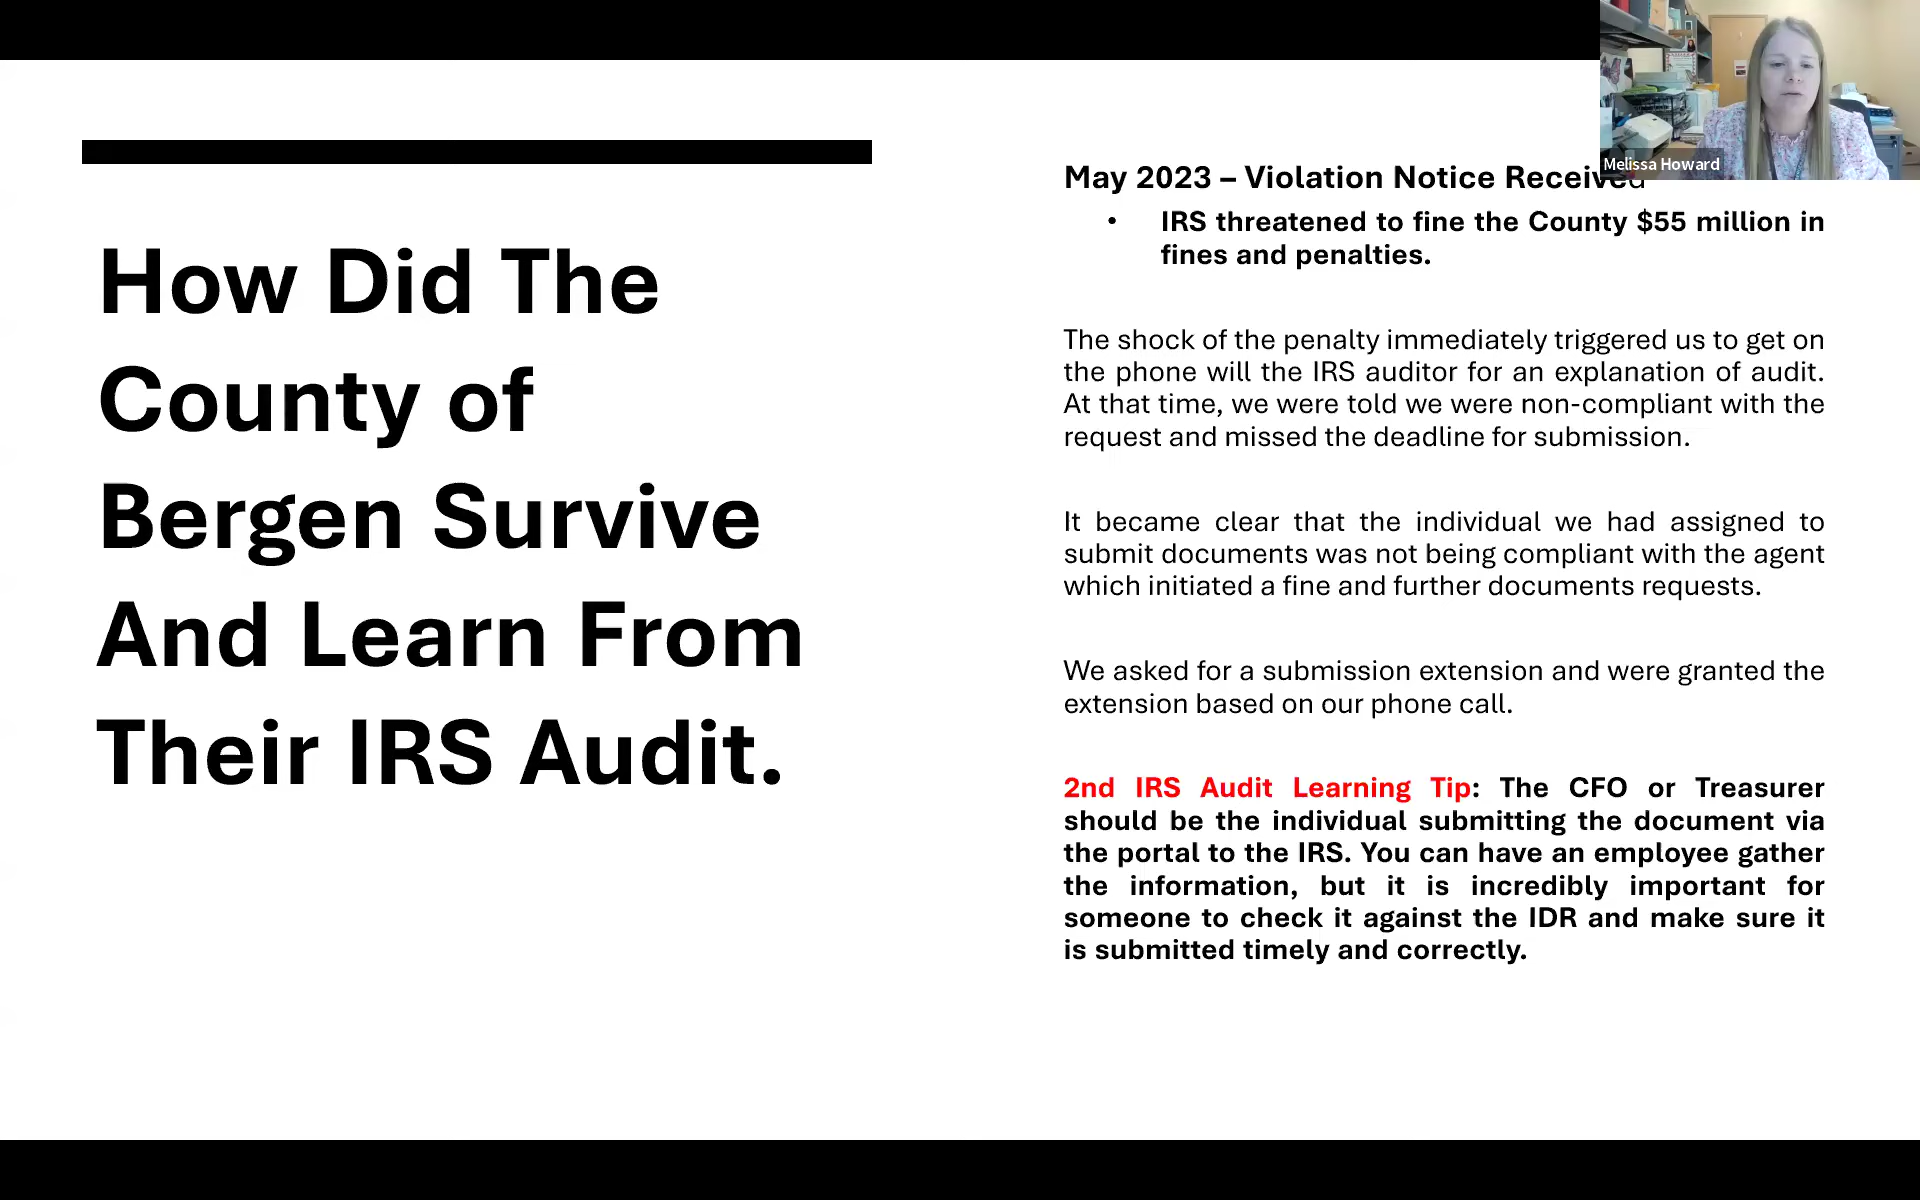 How Did The
County of
Bergen Survive
And Learn From
Their IRS Audit.
Melissa Howard
May 2023 – Violation Notice Received
• IRS threatened to fine the County $55 million in
fines and penalties.
The shock of the penalty immediately triggered us to get on
the phone will the IRS auditor for an explanation of audit.
At that time, we were told we were non-compliant with the
request and missed the deadline for submission.
It became clear that the individual we had assigned to
submit documents was not being compliant with the agent
which initiated a fine and further documents requests.
We asked for a submission extension and were granted the
extension based on our phone call.
2nd IRS Audit Learning Tip: The CFO or Treasurer
should be the individual submitting the document via
the portal to the IRS. You can have an employee gather
the information, but it is incredibly important for
someone to check it against the IDR and make sure it
is submitted timely and correctly.